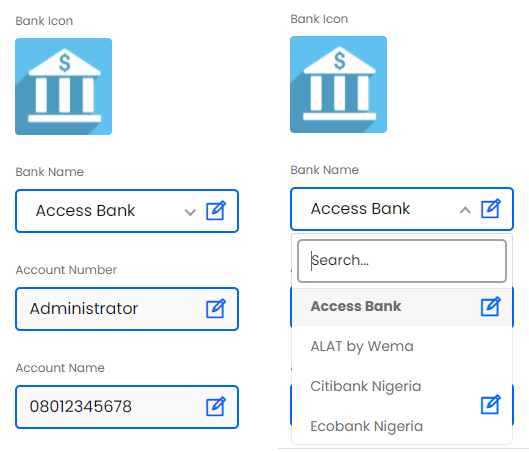 Bank Icon
$
Bank Name
Access Bank
Account Number
Administrator
Account Name
08012345678
Bank Icon
$
Bank Name
Access Bank
Search...
Access Bank
ALAT by Wema
Citibank Nigeria
Ecobank Nigeria